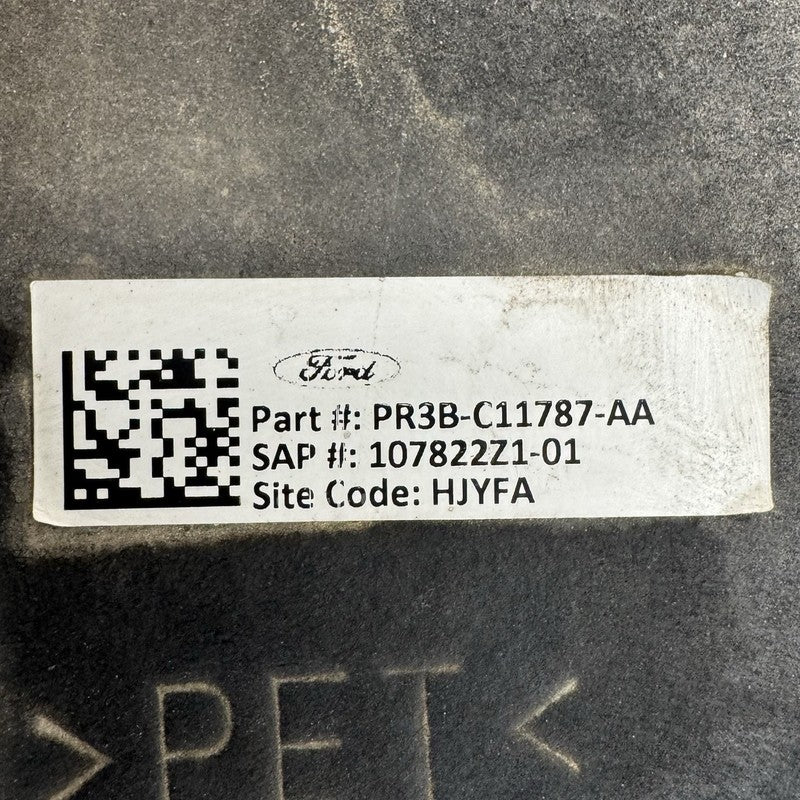 Ford
Part #: PR3B-C11787-AA
SAP #: 107822Z1-01
Site Code: HJYFA
>PET<